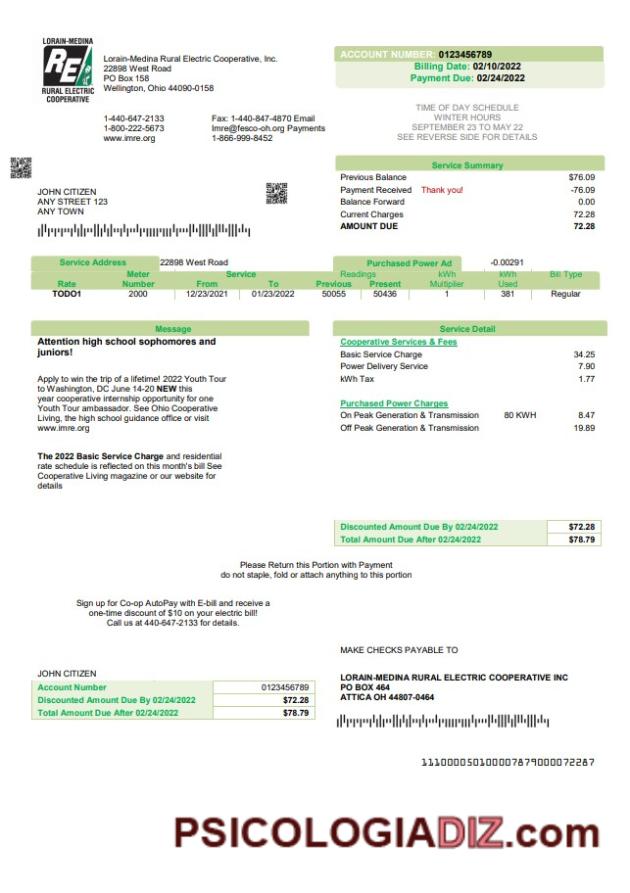 LORAIN-MEDINA
RE
RURAL ELECTRIC
COOPERATIVE
Lorain-Medina Rural Electric Cooperative, Inc.
22898 West Road
PO Box 158
Wellington, Ohio 44090-0158
1-440-647-2133 Fax: 1-440-847-4870 Email
1-800-222-5673 lmre@fesco-oh.org Payments
www.imre.org 1-866-999-8452
ACCOUNT NUMBER: 0123456789
Billing Date: 02/10/2022
Payment Due: 02/24/2022
TIME OF DAY SCHEDULE
WINTER HOURS
SEPTEMBER 23 TO MAY 22
SEE REVERSE SIDE FOR DETAILS
JOHN CITIZEN
ANY STREET 123
ANY TOWN
Service Summary
Previous Balance $76.09
Payment Received Thank you! -76.09
Balance Forward 0.00
Current Charges 72.28
AMOUNT DUE 72.28
Service Address 22898 West Road Purchased Power Ad -0.00291
Meter Service Readings kWh kWh Bill Type
Rate Number From To Previous Present Multiplier Used
TODO1 2000 12/23/2021 01/23/2022 50055 50436 1 381 Regular
Message
Attention high school sophomores and
juniors!
Apply to win the trip of a lifetime! 2022 Youth Tour
to Washington, DC June 14-20 NEW this
year cooperative internship opportunity for one
Youth Tour ambassador. See Ohio Cooperative
Living, the high school guidance office or visit
www.imre.org
The 2022 Basic Service Charge and residential
rate schedule is reflected on this month's bill See
Cooperative Living magazine or our website for
details
Service Detail
Cooperative Services & Fees
Basic Service Charge 34.25
Power Delivery Service 7.90
kWh Tax 1.77
Purchased Power Charges
On Peak Generation & Transmission 80 KWH 8.47
Off Peak Generation & Transmission 19.89
Discounted Amount Due By 02/24/2022 $72.28
Total Amount Due After 02/24/2022 $78.79
Please Return this Portion with Payment
do not staple, fold or attach anything to this portion
Sign up for Co-op AutoPay with E-bill and receive a
one-time discount of $10 on your electric bill!
Call us at 440-647-2133 for details.
MAKE CHECKS PAYABLE TO
JOHN CITIZEN
Account Number 0123456789
Discounted Amount Due By 02/24/2022 $72.28
Total Amount Due After 02/24/2022 $78.79
LORAIN-MEDINA RURAL ELECTRIC COOPERATIVE INC
PO BOX 464
ATTICA OH 44807-0464
111000050100007879000072287
PSICOLOGIADIZ.com